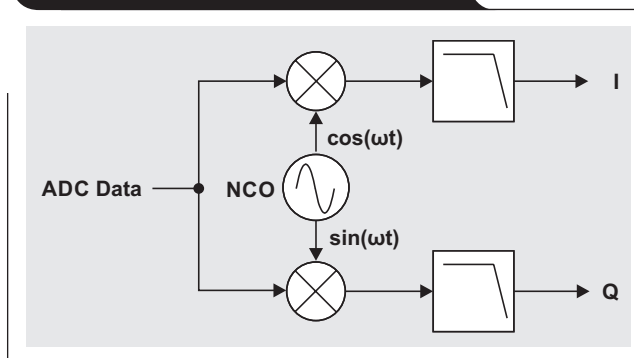 I
cos(ωt)
ADC Data
NCO
sin(ωt)
Q